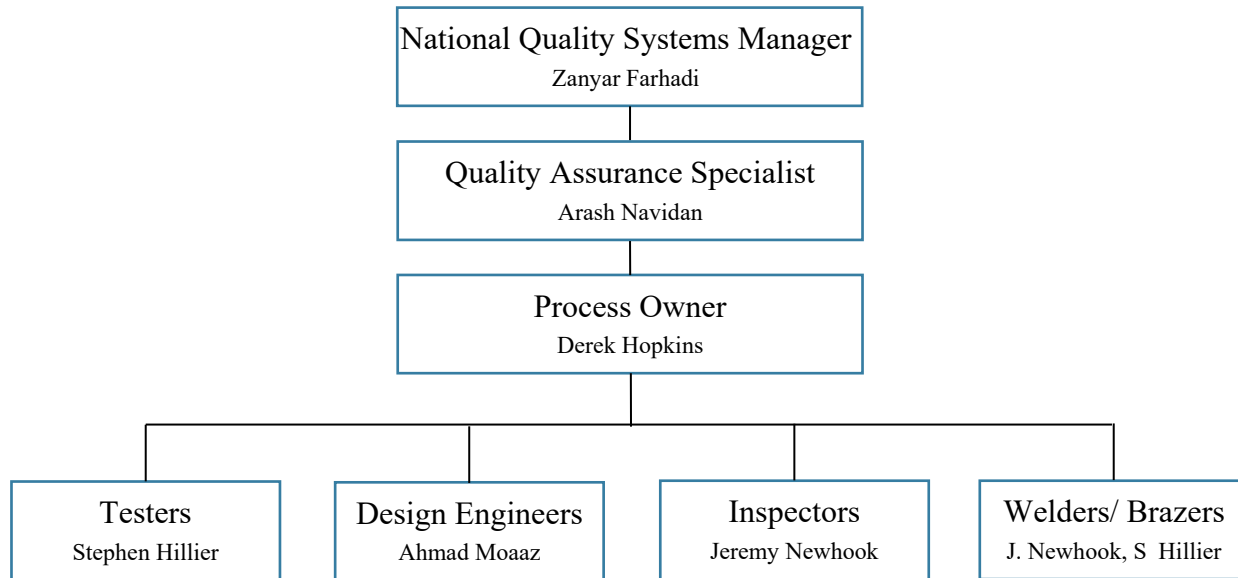 National Quality Systems Manager
Zanyar Farhadi
Quality Assurance Specialist
Arash Navidan
Process Owner
Derek Hopkins
Testers
Stephen Hillier
Design Engineers
Ahmad Moaaz
Inspectors
Jeremy Newhook
Welders/ Brazers
J. Newhook, S  Hillier